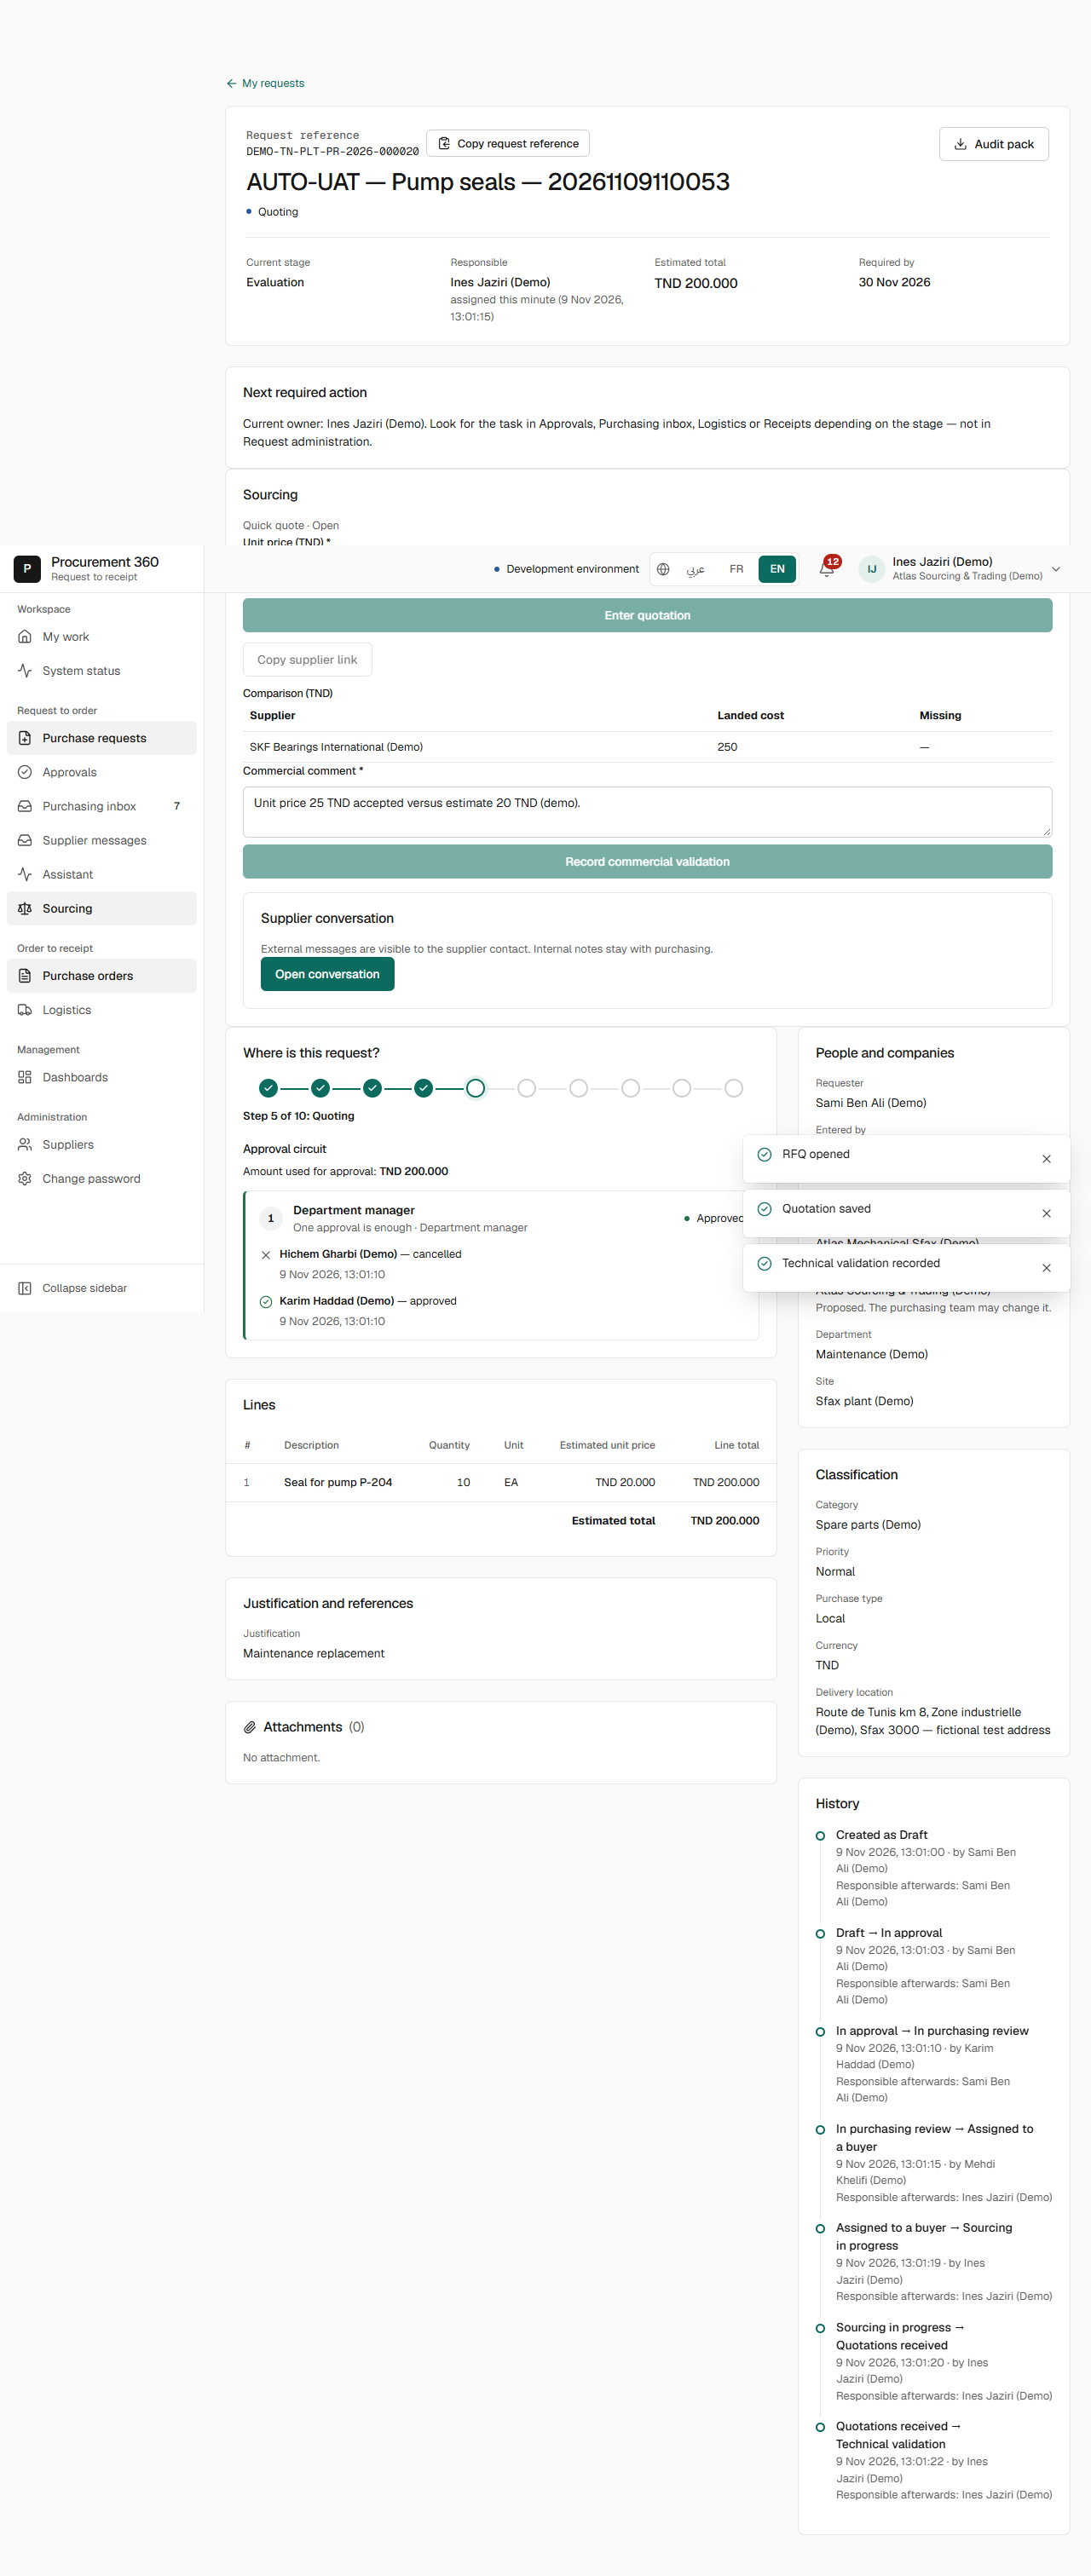 My requests
Request reference
DEMO-TN-PLT-PR-2026-000020
Copy request reference
Audit pack
AUTO-UAT — Pump seals — 20261109110053
Quoting
Current stage
Evaluation
Responsible
Ines Jaziri (Demo)
assigned this minute (9 Nov 2026,
13:01:15)
Estimated total
TND 200.000
Required by
30 Nov 2026
Next required action
Current owner: Ines Jaziri (Demo). Look for the task in Approvals, Purchasing inbox, Logistics or Receipts depending on the stage — not in
Request administration.
Sourcing
Quick quote · Open
Unit price (TND) *
P
Procurement 360
Request to receipt
Development environment
عربي
FR
EN
12
IJ
Ines Jaziri (Demo)
Atlas Sourcing & Trading (Demo)
Workspace
My work
System status
Request to order
Purchase requests
Approvals
Purchasing inbox 7
Supplier messages
Assistant
Sourcing
Order to receipt
Purchase orders
Logistics
Management
Dashboards
Administration
Suppliers
Change password
Collapse sidebar
Enter quotation
Copy supplier link
Comparison (TND)
Supplier Landed cost Missing
SKF Bearings International (Demo) 250 —
Commercial comment *
Unit price 25 TND accepted versus estimate 20 TND (demo).
Record commercial validation
Supplier conversation
External messages are visible to the supplier contact. Internal notes stay with purchasing.
Open conversation
Where is this request?
Step 5 of 10: Quoting
Approval circuit
Amount used for approval: TND 200.000
1
Department manager
One approval is enough · Department manager
Approved
Hichem Gharbi (Demo) — cancelled
9 Nov 2026, 13:01:10
Karim Haddad (Demo) — approved
9 Nov 2026, 13:01:10
Lines
# Description Quantity Unit Estimated unit price Line total
1 Seal for pump P-204 10 EA TND 20.000 TND 200.000
Estimated total TND 200.000
Justification and references
Justification
Maintenance replacement
Attachments (0)
No attachment.
People and companies
Requester
Sami Ben Ali (Demo)
Entered by
RFQ opened
Quotation saved
Atlas Mechanical Sfax (Demo)
Technical validation recorded
Atlas Sourcing & Trading (Demo)
Proposed. The purchasing team may change it.
Department
Maintenance (Demo)
Site
Sfax plant (Demo)
Classification
Category
Spare parts (Demo)
Priority
Normal
Purchase type
Local
Currency
TND
Delivery location
Route de Tunis km 8, Zone industrielle
(Demo), Sfax 3000 — fictional test address
History
Created as Draft
9 Nov 2026, 13:01:00 · by Sami Ben
Ali (Demo)
Responsible afterwards: Sami Ben
Ali (Demo)
Draft → In approval
9 Nov 2026, 13:01:03 · by Sami Ben
Ali (Demo)
Responsible afterwards: Sami Ben
Ali (Demo)
In approval → In purchasing review
9 Nov 2026, 13:01:10 · by Karim
Haddad (Demo)
Responsible afterwards: Sami Ben
Ali (Demo)
In purchasing review → Assigned to
a buyer
9 Nov 2026, 13:01:15 · by Mehdi
Khelifi (Demo)
Responsible afterwards: Ines Jaziri (Demo)
Assigned to a buyer → Sourcing
in progress
9 Nov 2026, 13:01:19 · by Ines
Jaziri (Demo)
Responsible afterwards: Ines Jaziri (Demo)
Sourcing in progress →
Quotations received
9 Nov 2026, 13:01:20 · by Ines
Jaziri (Demo)
Responsible afterwards: Ines Jaziri (Demo)
Quotations received →
Technical validation
9 Nov 2026, 13:01:22 · by Ines
Jaziri (Demo)
Responsible afterwards: Ines Jaziri (Demo)